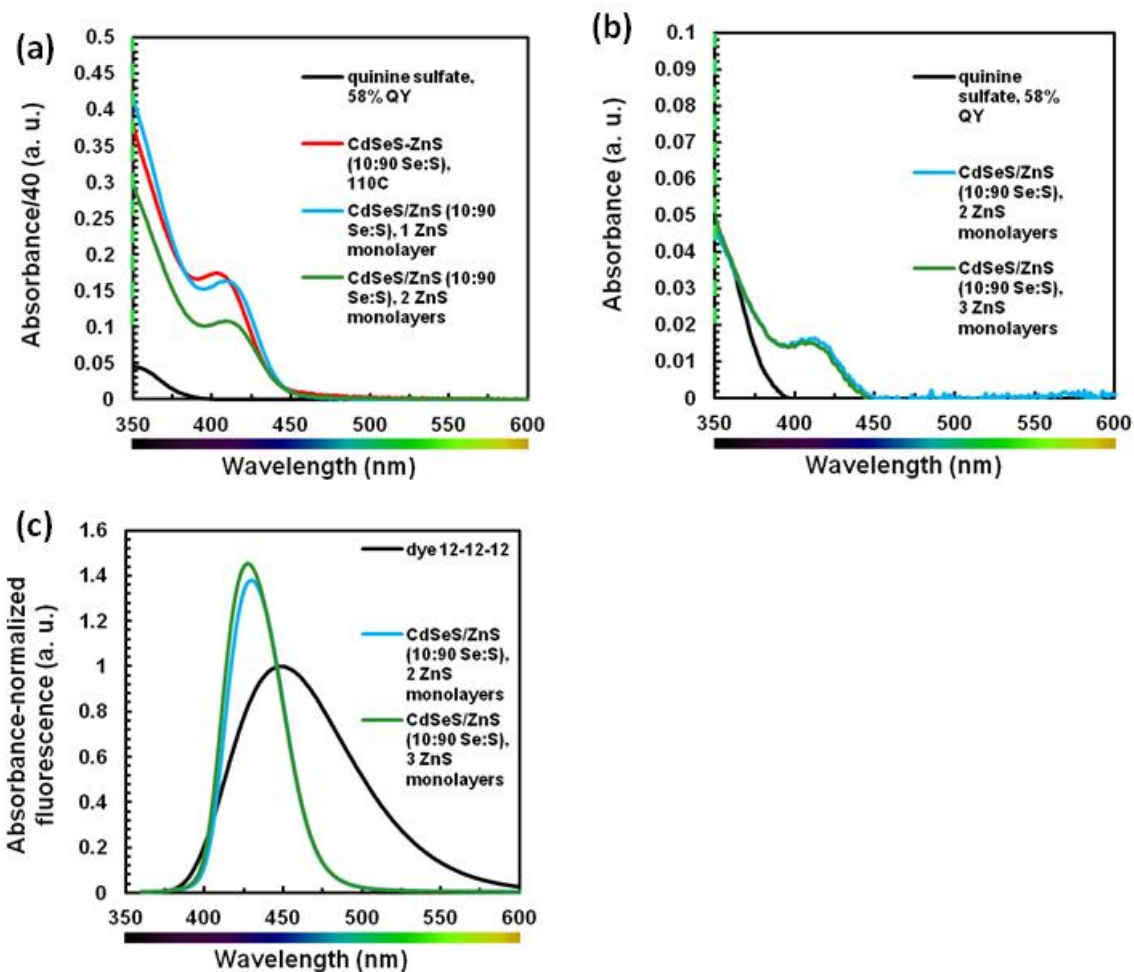 (a)
Absorbance/40 (a. u.)
0.5
0.45
0.4
0.35
0.3
0.25
0.2
0.15
0.1
0.05
0
quinine sulfate,
58% QY
CdSeS-ZnS
(10:90 Se:S),
110C
CdSeS/ZnS (10:90
Se:S), 1 ZnS
monolayer
CdSeS/ZnS (10:90
Se:S), 2 ZnS
monolayers
350 400 450 500 550 600
Wavelength (nm)
(b)
Absorbance (a. u.)
0.1
0.09
0.08
0.07
0.06
0.05
0.04
0.03
0.02
0.01
0
quinine
sulfate, 58%
QY
CdSeS/ZnS
(10:90 Se:S),
2 ZnS
monolayers
CdSeS/ZnS
(10:90 Se:S),
3 ZnS
monolayers
350 400 450 500 550 600
Wavelength (nm)
(c)
Absorbance-normalized
fluorescence (a. u.)
1.6
1.4
1.2
1
0.8
0.6
0.4
0.2
0
dye 12-12-12
CdSeS/ZnS
(10:90 Se:S),
2 ZnS
monolayers
CdSeS/ZnS
(10:90 Se:S),
3 ZnS
monolayers
350 400 450 500 550 600
Wavelength (nm)